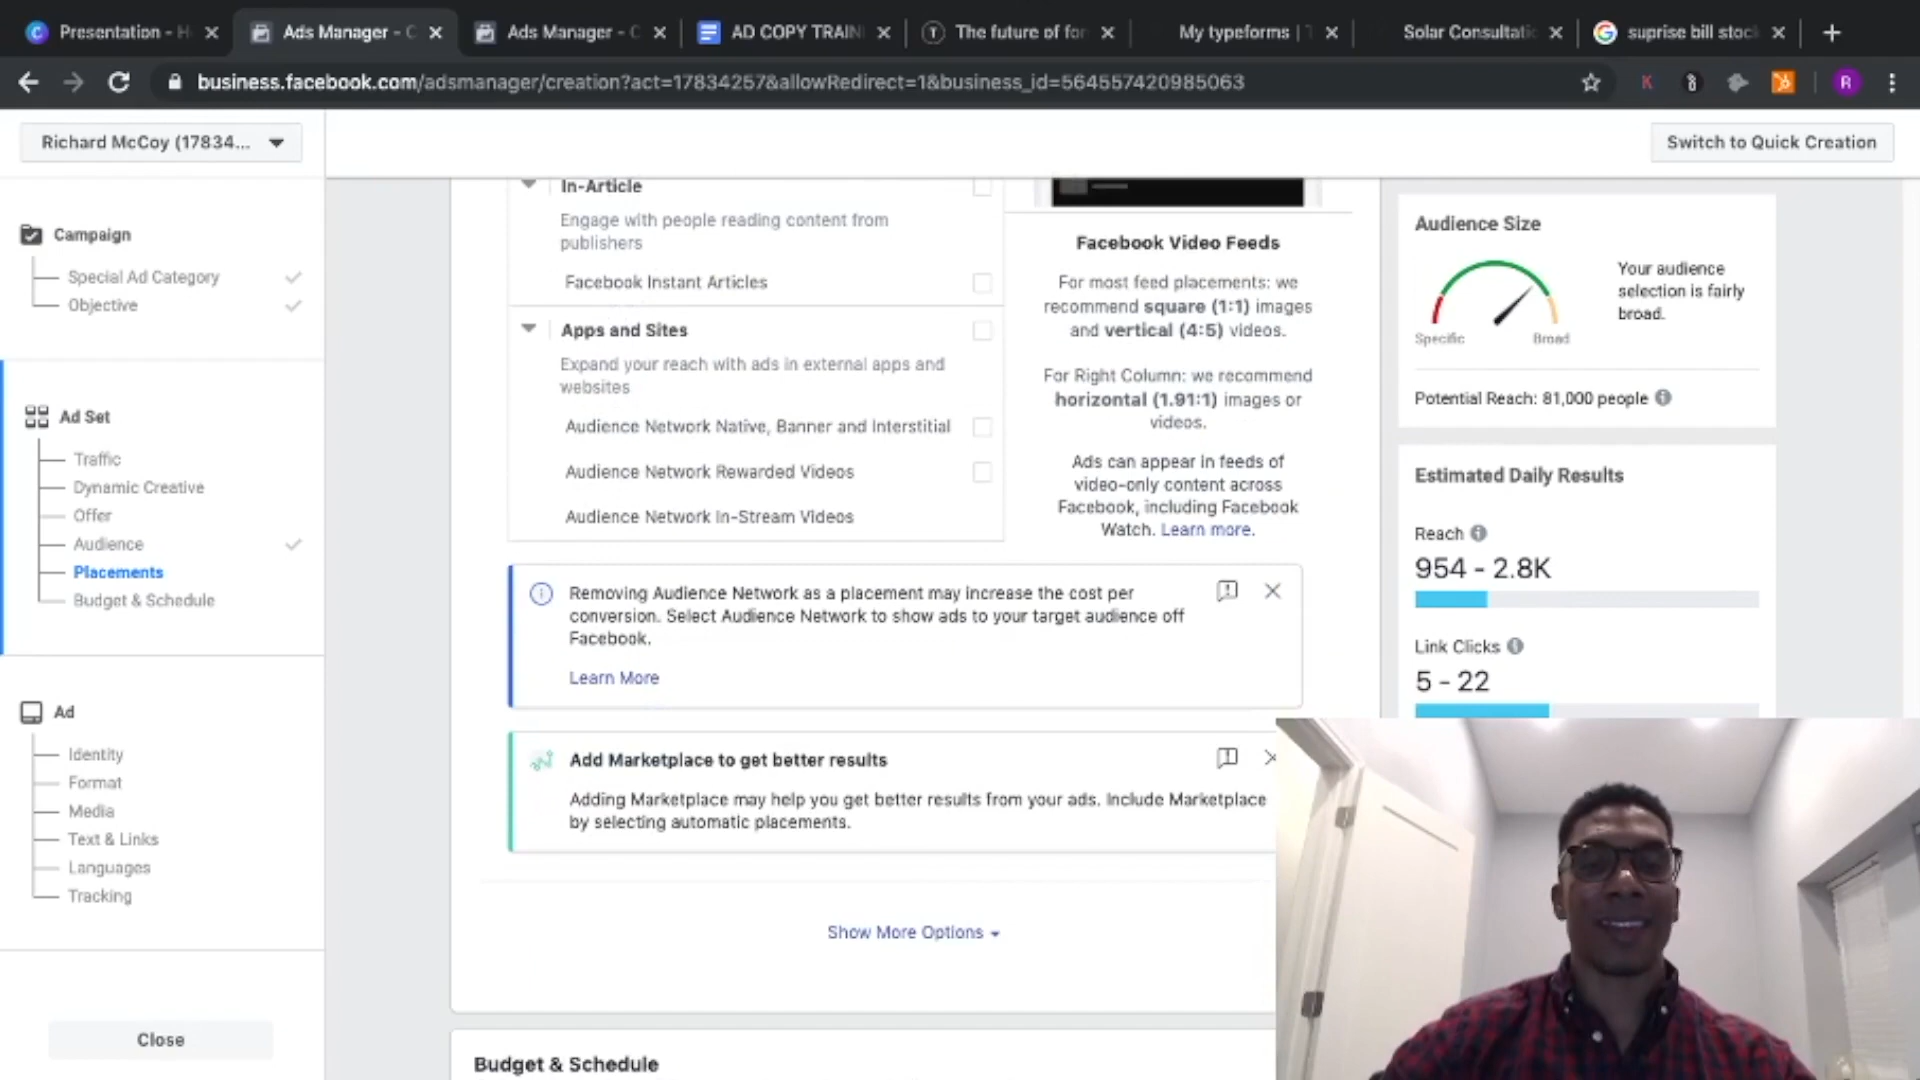 Presentation - H
Ads Manager - C
Ads Manager - C
AD COPY TRAIN
The future of for
My typeforms | T
Solar Consultati
suprise bill stoc
business.facebook.com/adsmanager/creation?act=17834257&allowRedirect=1&business_id=564557420985063
K
R
Richard McCoy (17834...
Switch to Quick Creation
Campaign
Special Ad Category
Objective
Ad Set
Traffic
Dynamic Creative
Offer
Audience
Placements
Budget & Schedule
Ad
Identity
Format
Media
Text & Links
Languages
Tracking
Close
In-Article
Engage with people reading content from
publishers
Facebook Instant Articles
Apps and Sites
Expand your reach with ads in external apps and
websites
Audience Network Native, Banner and Interstitial
Audience Network Rewarded Videos
Audience Network In-Stream Videos
Facebook Video Feeds
For most feed placements: we
recommend square (1:1) images
and vertical (4:5) videos.
For Right Column: we recommend
horizontal (1.91:1) images or
videos.
Ads can appear in feeds of
video-only content across
Facebook, including Facebook
Watch. Learn more.
Removing Audience Network as a placement may increase the cost per
conversion. Select Audience Network to show ads to your target audience off
Facebook.
Learn More
Add Marketplace to get better results
Adding Marketplace may help you get better results from your ads. Include Marketplace
by selecting automatic placements.
Show More Options
Budget & Schedule
Audience Size
Your audience
selection is fairly
broad.
Specific
Broad
Potential Reach: 81,000 people
Estimated Daily Results
Reach
954 - 2.8K
Link Clicks
5 - 22